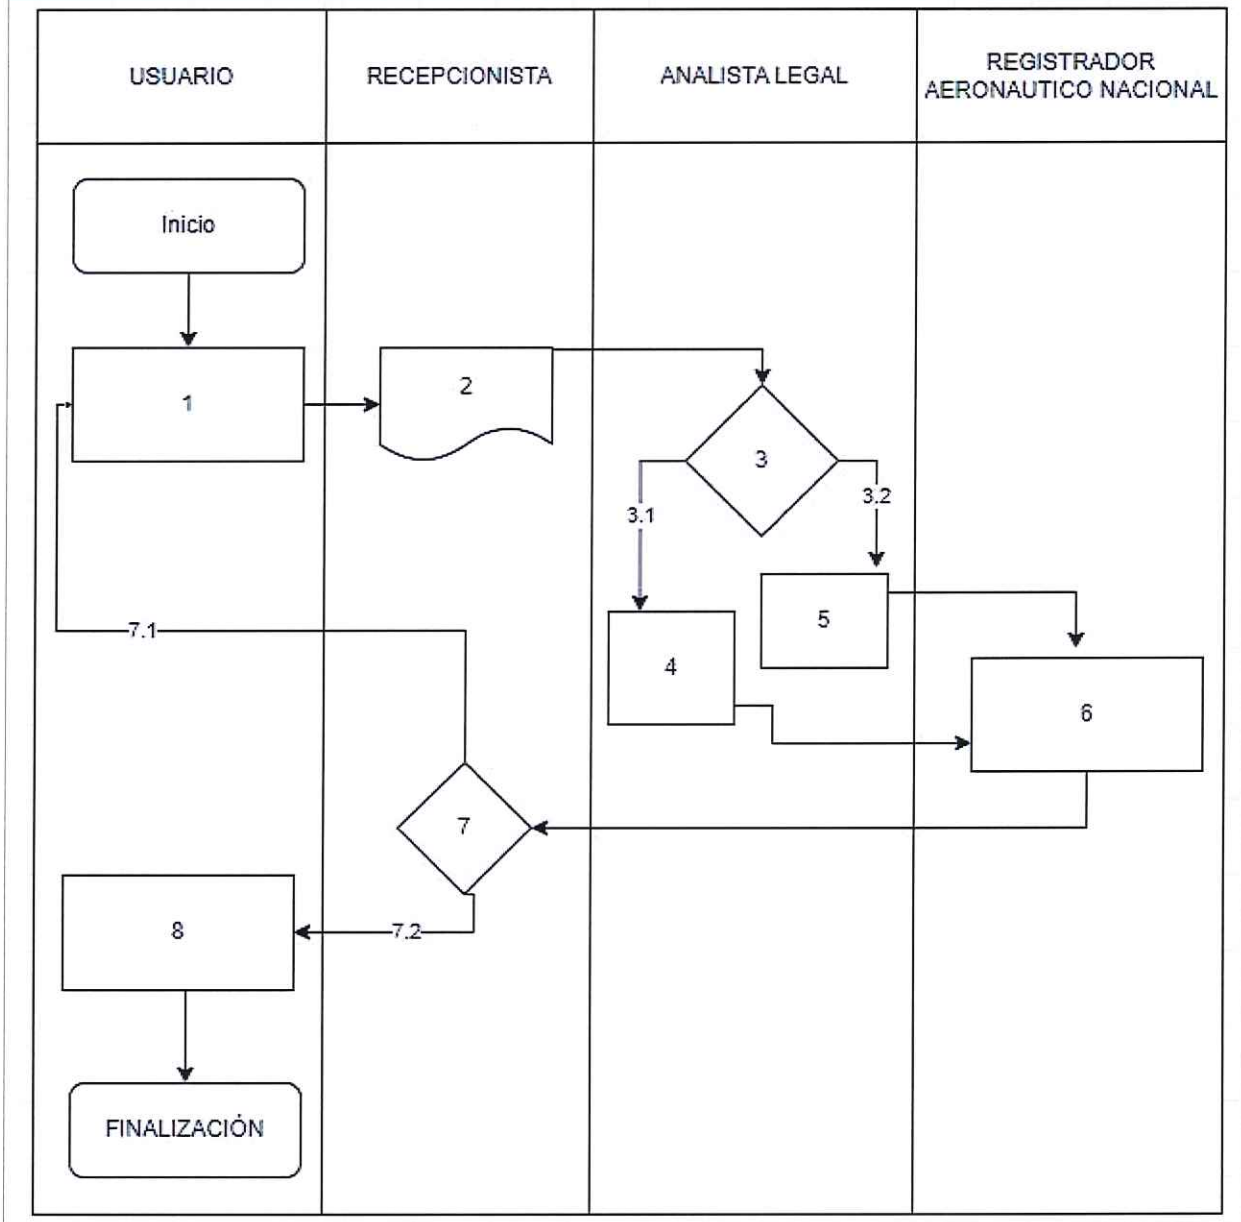 USUARIO
RECEPCIONISTA
ANALISTA LEGAL
REGISTRADOR
AERONAUTICO NACIONAL
Inicio
1
2
3
3.1
3.2
4
5
6
7.1
7
7.2
8
FINALIZACIÓN